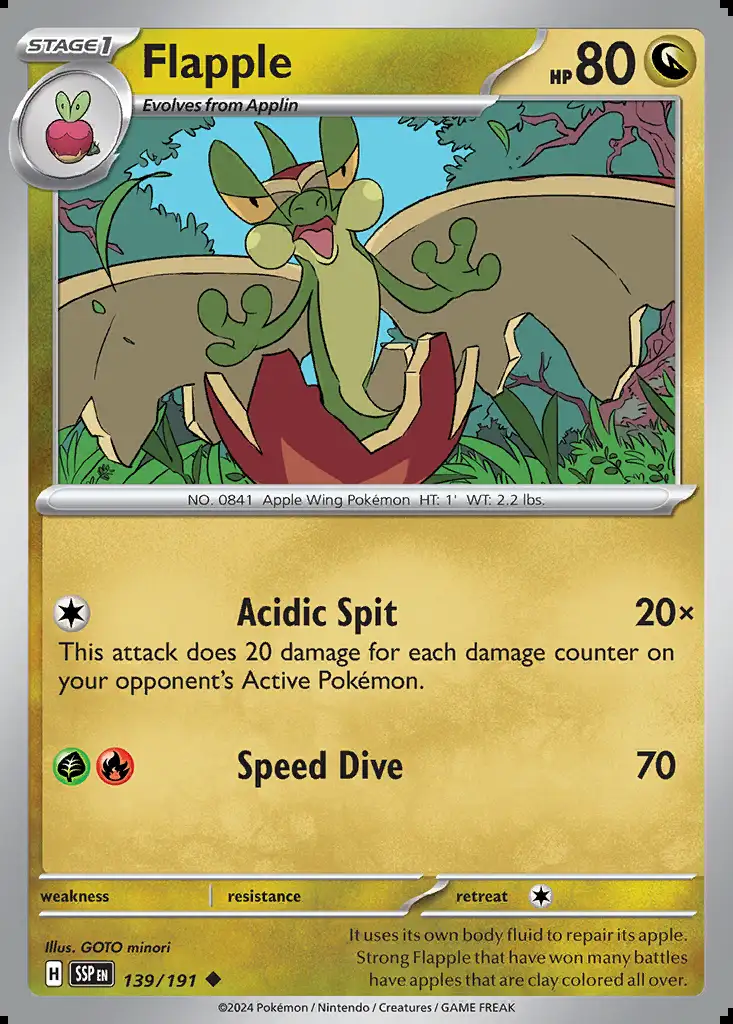 STAGE1
Flapple
HP 80
Evolves from Applin
NO. 0841 Apple Wing Pokémon HT: 1' WT: 2.2 lbs.
Acidic Spit 20×
This attack does 20 damage for each damage counter on
your opponent's Active Pokémon.
Speed Dive 70
weakness resistance retreat
Illus. GOTO minori
It uses its own body fluid to repair its apple.
Strong Flapple that have won many battles
have apples that are clay colored all over.
H SSP EN 139/191
©2024 Pokémon / Nintendo / Creatures / GAME FREAK